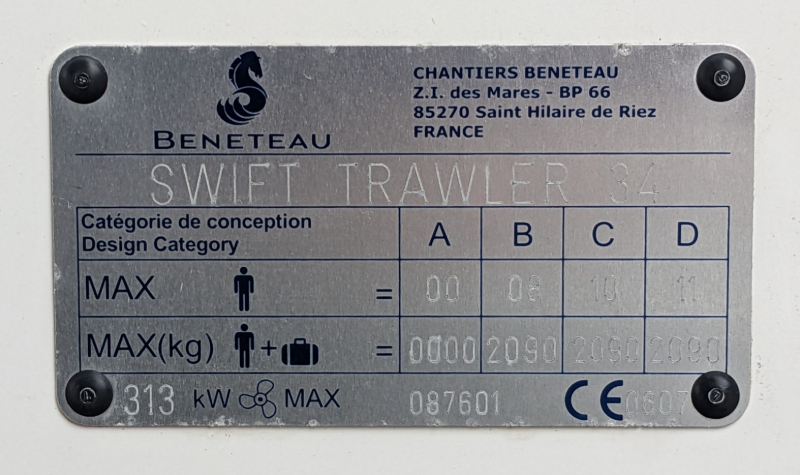 BENETEAU
CHANTIERS BENETEAU
Z.I. des Mares - BP 66
85270 Saint Hilaire de Riez
FRANCE
SWIFT TRAWLER 34
Catégorie de conception
Design Category A B C D
MAX = 00 08 10 11
MAX(kg) + = 0000 2090 2090 2090
313 kW MAX 087601 CE 0607